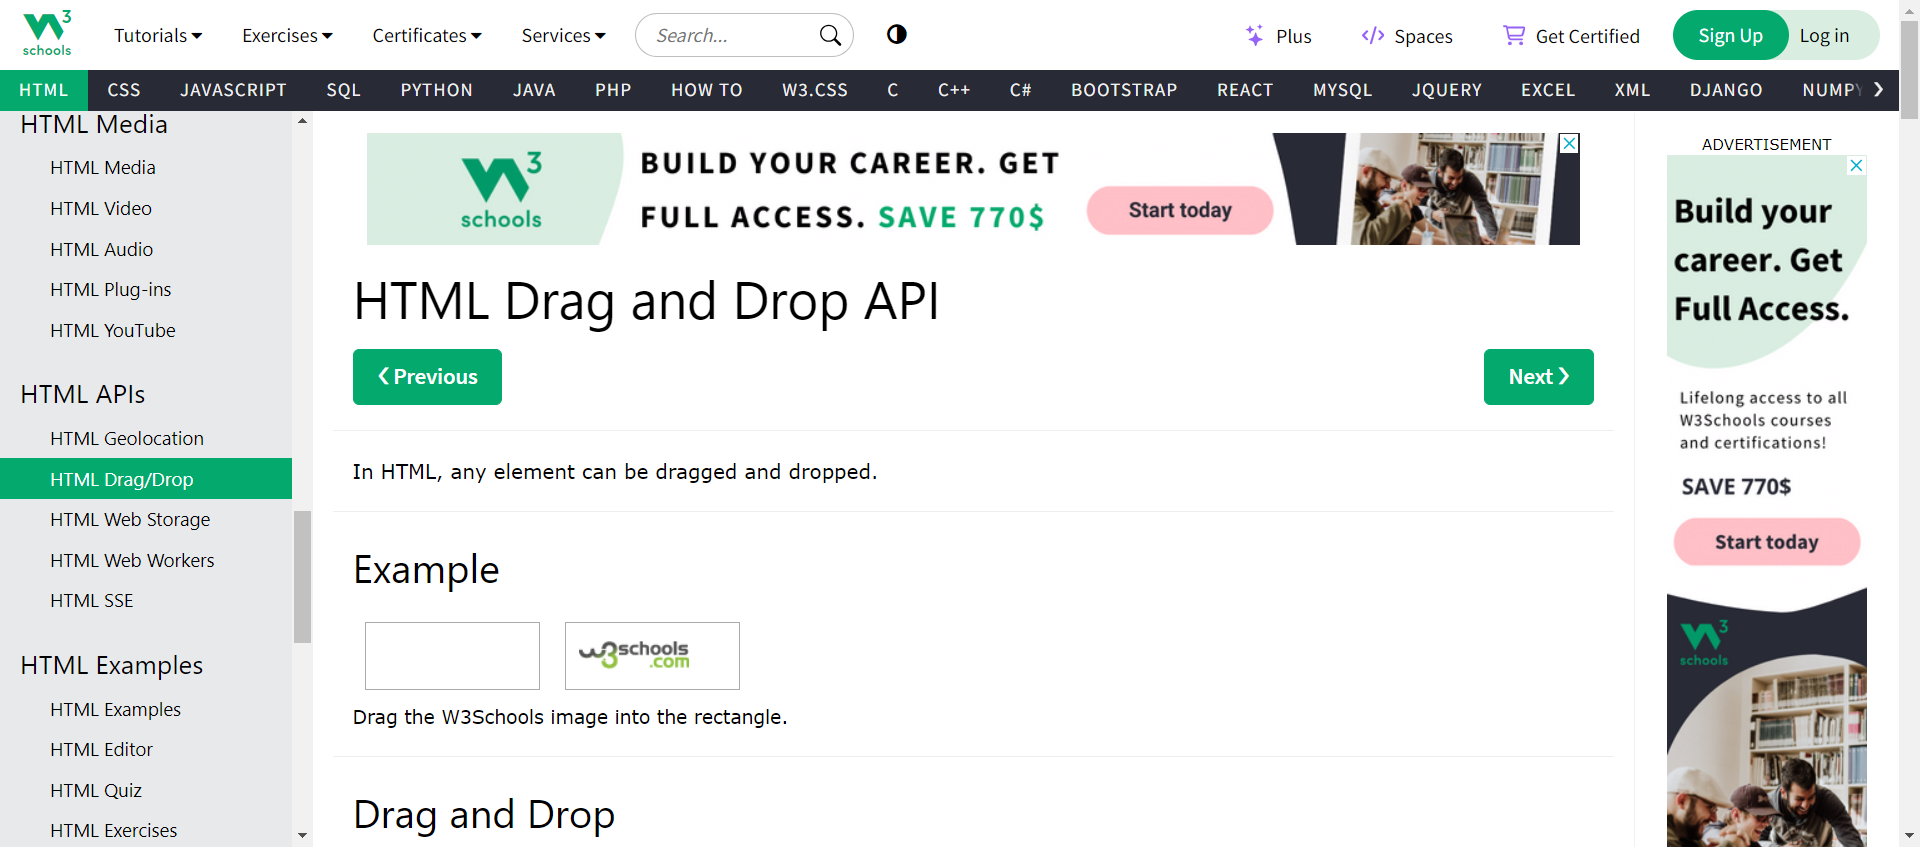 W3 schools
Tutorials
Exercises
Certificates
Services
Search...
Plus
Spaces
Get Certified
Sign Up
Log in
HTML CSS JAVASCRIPT SQL PYTHON JAVA PHP HOW TO W3.CSS C C++ C# BOOTSTRAP REACT MYSQL JQUERY EXCEL XML DJANGO NUMPY
HTML Media
HTML Media
HTML Video
HTML Audio
HTML Plug-ins
HTML YouTube
HTML APIs
HTML Geolocation
HTML Drag/Drop
HTML Web Storage
HTML Web Workers
HTML SSE
HTML Examples
HTML Examples
HTML Editor
HTML Quiz
HTML Exercises
W3 schools
BUILD YOUR CAREER. GET
FULL ACCESS. SAVE 770$
Start today
HTML Drag and Drop API
❮ Previous
Next ❯
In HTML, any element can be dragged and dropped.
Example
w3schools
.com
Drag the W3Schools image into the rectangle.
Drag and Drop
ADVERTISEMENT
Build your
career. Get
Full Access.
Lifelong access to all
W3Schools courses
and certifications!
SAVE 770$
Start today
W3 schools